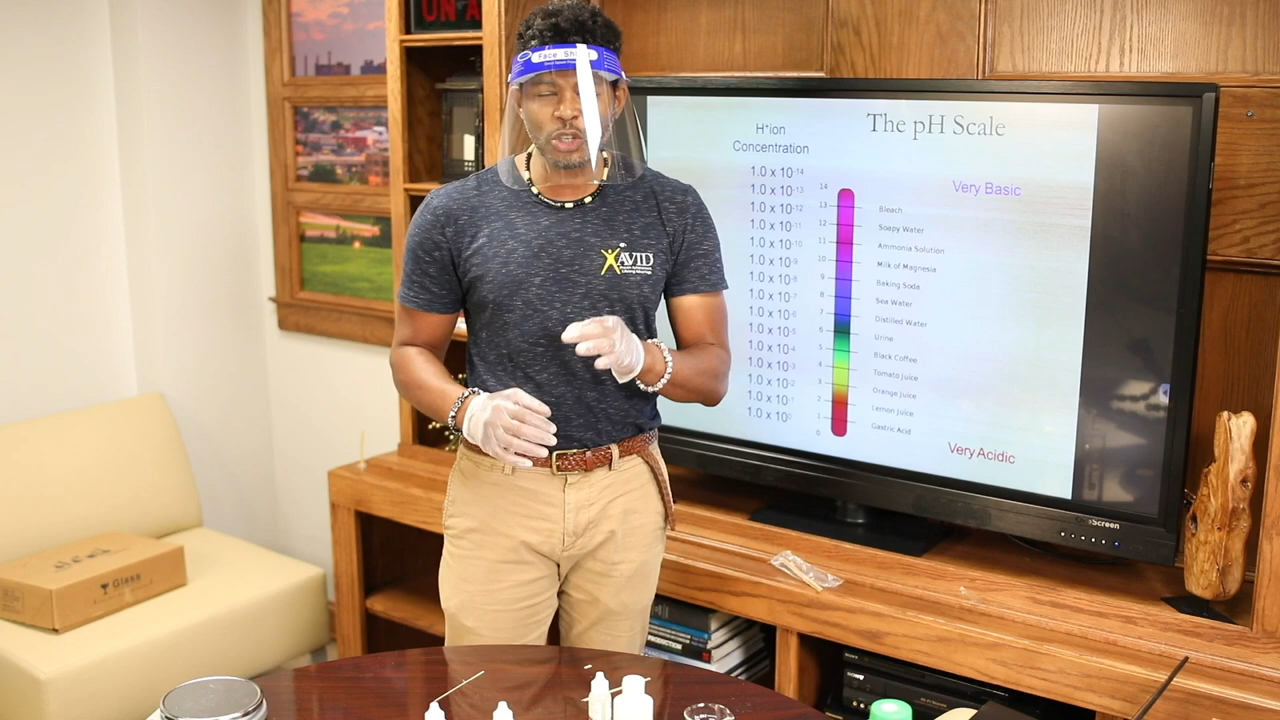 UN A
Face Sh
AVID
Glass
The pH Scale
H⁺ion
Concentration
1.0 x 10⁻¹⁴
1.0 x 10⁻¹³
1.0 x 10⁻¹²
1.0 x 10⁻¹¹
1.0 x 10⁻¹⁰
1.0 x 10⁻⁹
1.0 x 10⁻⁸
1.0 x 10⁻⁷
1.0 x 10⁻⁶
1.0 x 10⁻⁵
1.0 x 10⁻⁴
1.0 x 10⁻³
1.0 x 10⁻²
1.0 x 10⁻¹
1.0 x 10⁰
14
13
12
11
10
9
8
7
6
5
4
3
2
1
0
Very Basic
Bleach
Soapy Water
Ammonia Solution
Milk of Magnesia
Baking Soda
Sea Water
Distilled Water
Urine
Black Coffee
Tomato Juice
Orange Juice
Lemon Juice
Gastric Acid
Very Acidic
Screen
PRODUCTION
SONY